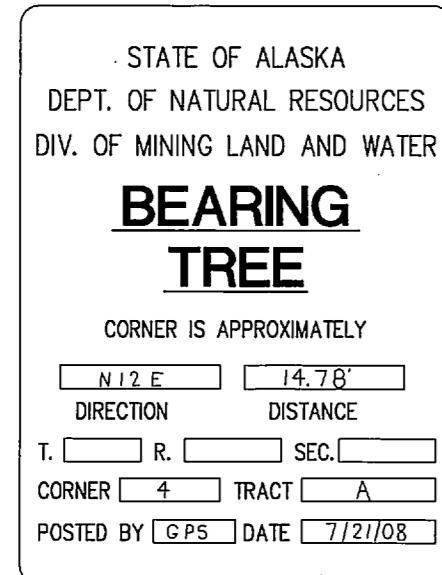 STATE OF ALASKA
DEPT. OF NATURAL RESOURCES
DIV. OF MINING LAND AND WATER
BEARING
TREE
CORNER IS APPROXIMATELY
N12E 14.78'
DIRECTION DISTANCE
T. R. SEC.
CORNER 4 TRACT A
POSTED BY GPS DATE 7/21/08